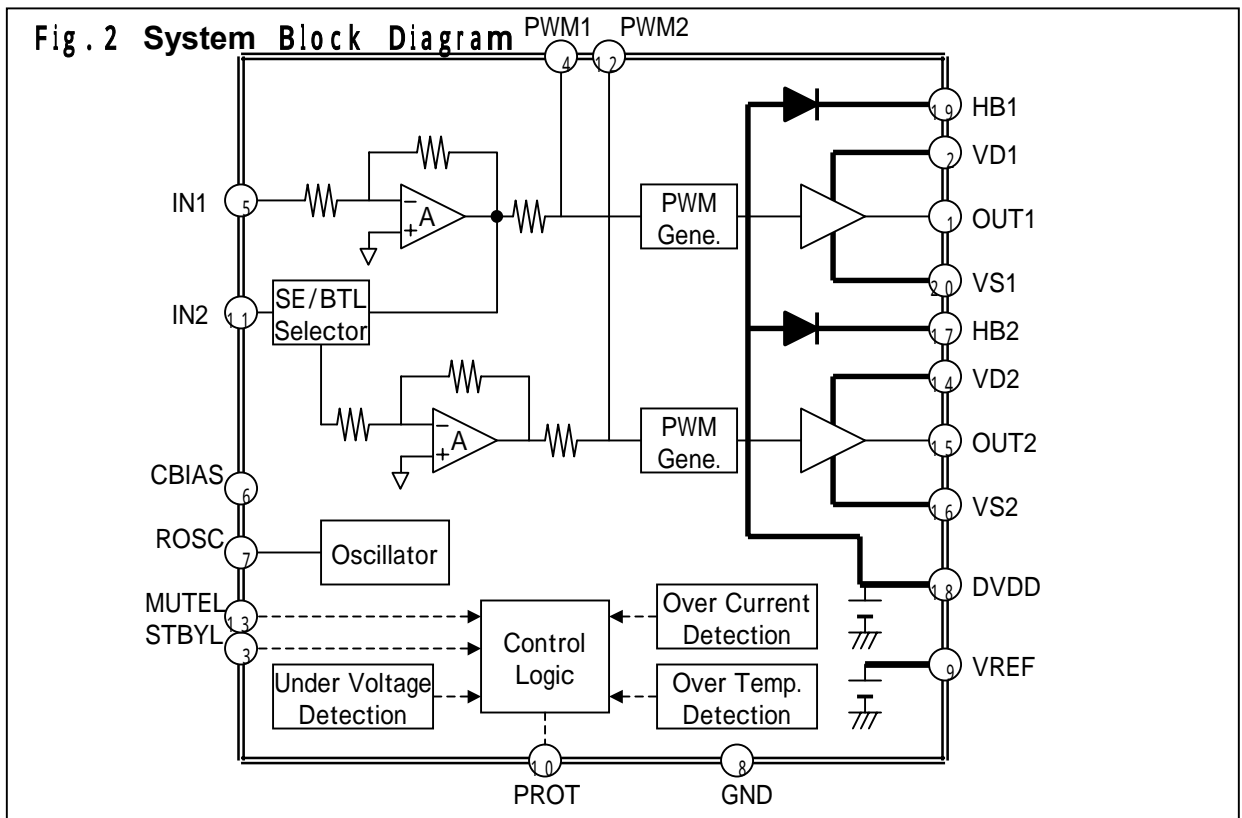 Fig.2 System Block Diagram
PWM1
PWM2
4
12
IN1
5
IN2
11
CBIAS
6
ROSC
7
MUTEL
13
STBYL
3
−
+
A
SE/BTL
Selector
−
+
A
PWM
Gene.
PWM
Gene.
Oscillator
Control
Logic
Under Voltage
Detection
Over Current
Detection
Over Temp.
Detection
19
HB1
2
VD1
1
OUT1
20
VS1
17
HB2
14
VD2
15
OUT2
16
VS2
18
DVDD
9
VREF
10
PROT
8
GND